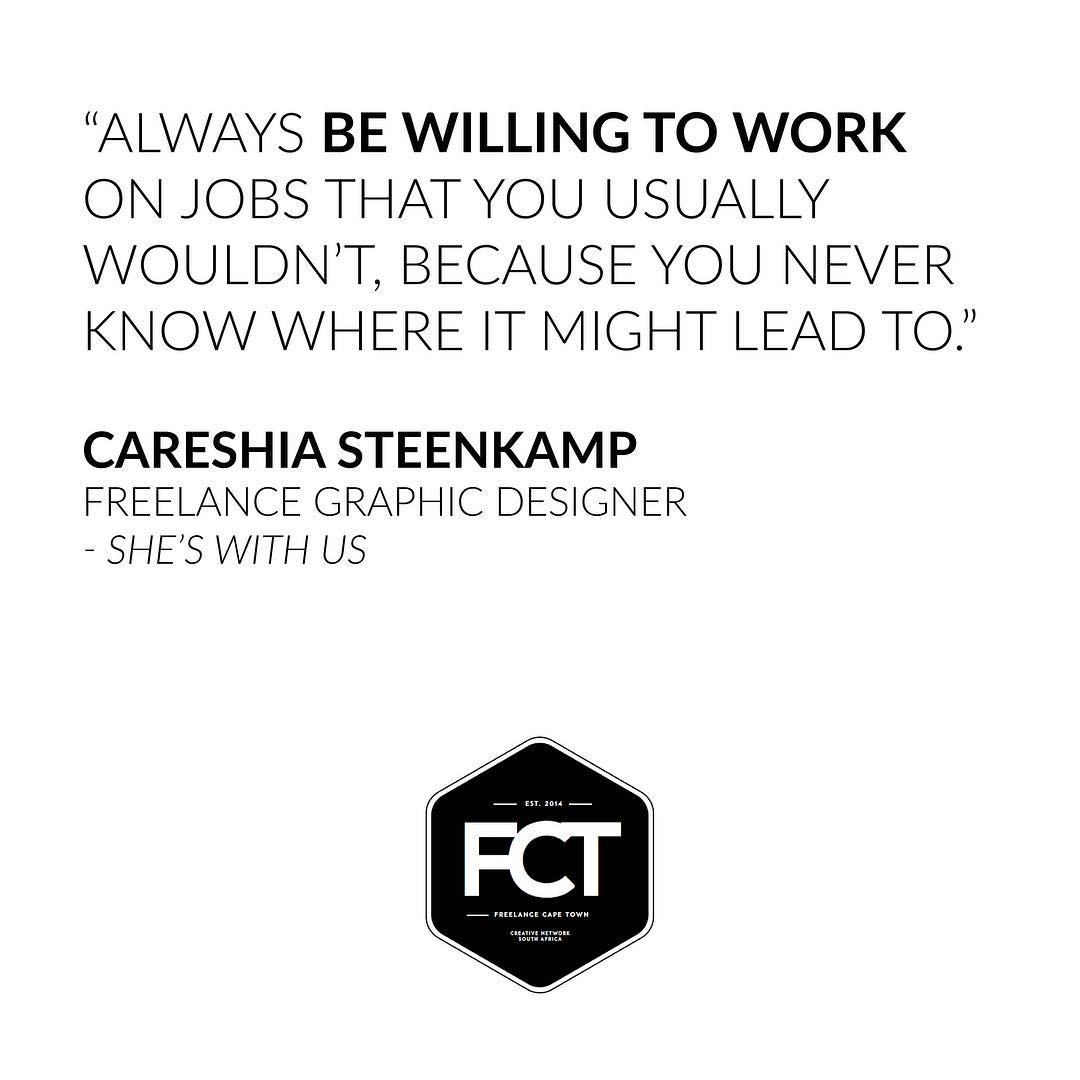 “ALWAYS BE WILLING TO WORK
ON JOBS THAT YOU USUALLY
WOULDN’T, BECAUSE YOU NEVER
KNOW WHERE IT MIGHT LEAD TO.”
CARESHIA STEENKAMP
FREELANCE GRAPHIC DESIGNER
- SHE’S WITH US
EST. 2014
FCT
FREELANCE CAPE TOWN
CREATIVE NETWORK
SOUTH AFRICA